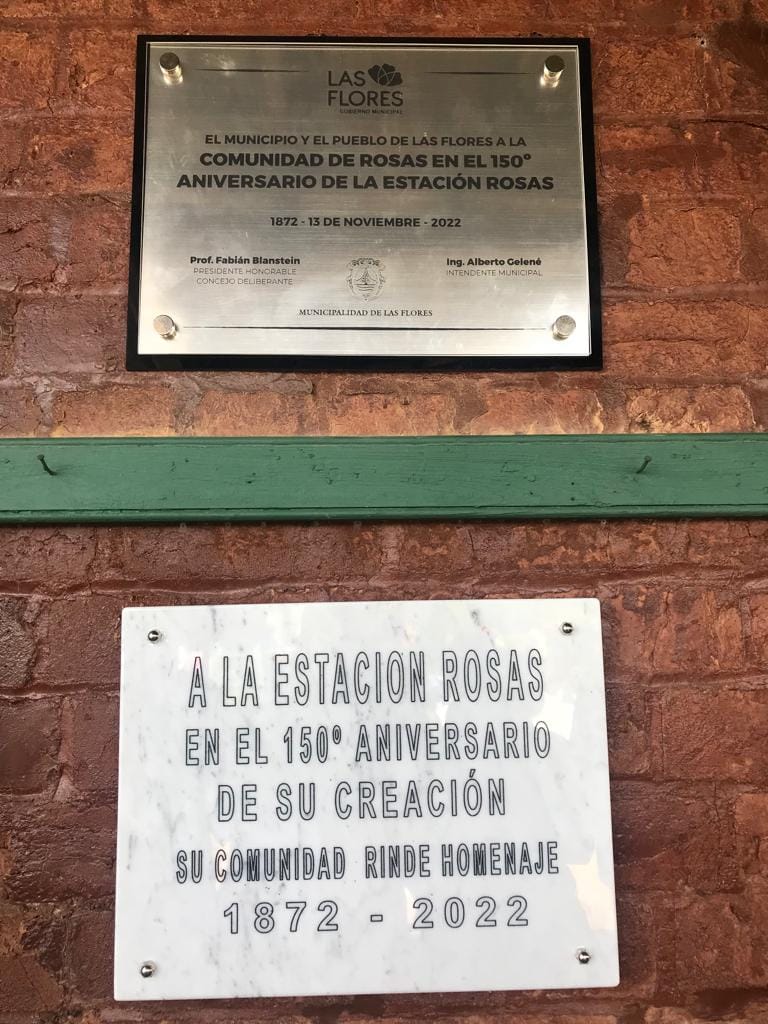 LAS
FLORES
GOBIERNO MUNICIPAL
EL MUNICIPIO Y EL PUEBLO DE LAS FLORES A LA
COMUNIDAD DE ROSAS EN EL 150º
ANIVERSARIO DE LA ESTACIÓN ROSAS
1872 - 13 DE NOVIEMBRE - 2022
Prof. Fabián Blanstein
PRESIDENTE HONORABLE
CONCEJO DELIBERANTE
Ing. Alberto Gelené
INTENDENTE MUNICIPAL
MUNICIPALIDAD DE LAS FLORES
A LA ESTACION ROSAS
EN EL 150º ANIVERSARIO
DE SU CREACIÓN
SU COMUNIDAD RINDE HOMENAJE
1872 - 2022